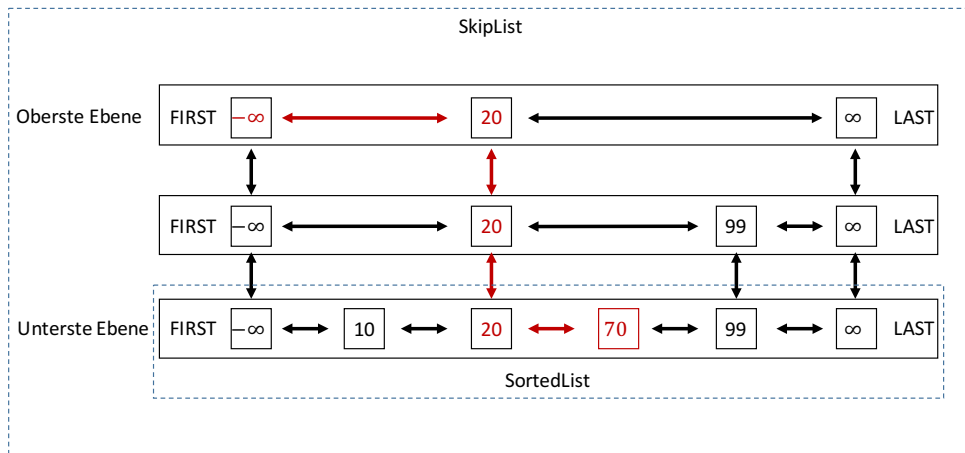 SkipList
Oberste Ebene FIRST −∞ 20 ∞ LAST
FIRST −∞ 20 99 ∞ LAST
Unterste Ebene FIRST −∞ 10 20 70 99 ∞ LAST
SortedList